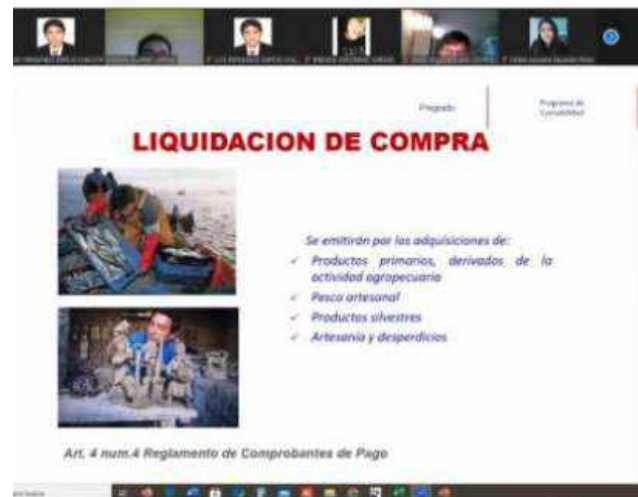 Pregrado
Programa de
Contabilidad
LIQUIDACION DE COMPRA
Se emitirán por las adquisiciones de:
Productos primarios, derivados de la
actividad agropecuaria
Pesca artesanal
Productos silvestres
Artesanía y desperdicios
Art. 4 num.4 Reglamento de Comprobantes de Pago